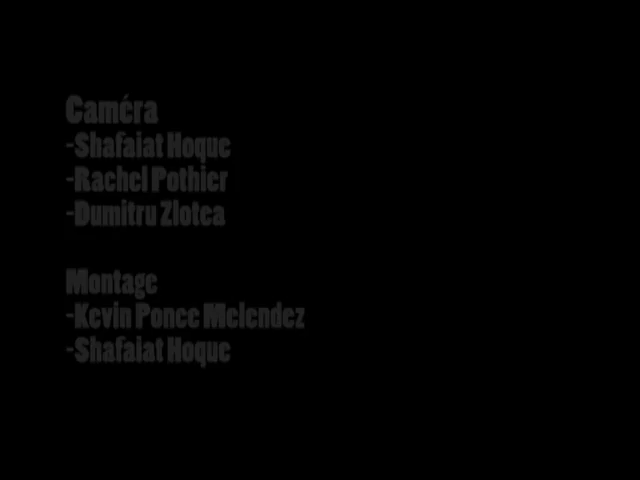 Caméra
-Shafaiat Hoque
-Rachel Pothier
-Dumitru Zlotea
Montage
-Kevin Ponce Melendez
-Shafaiat Hoque